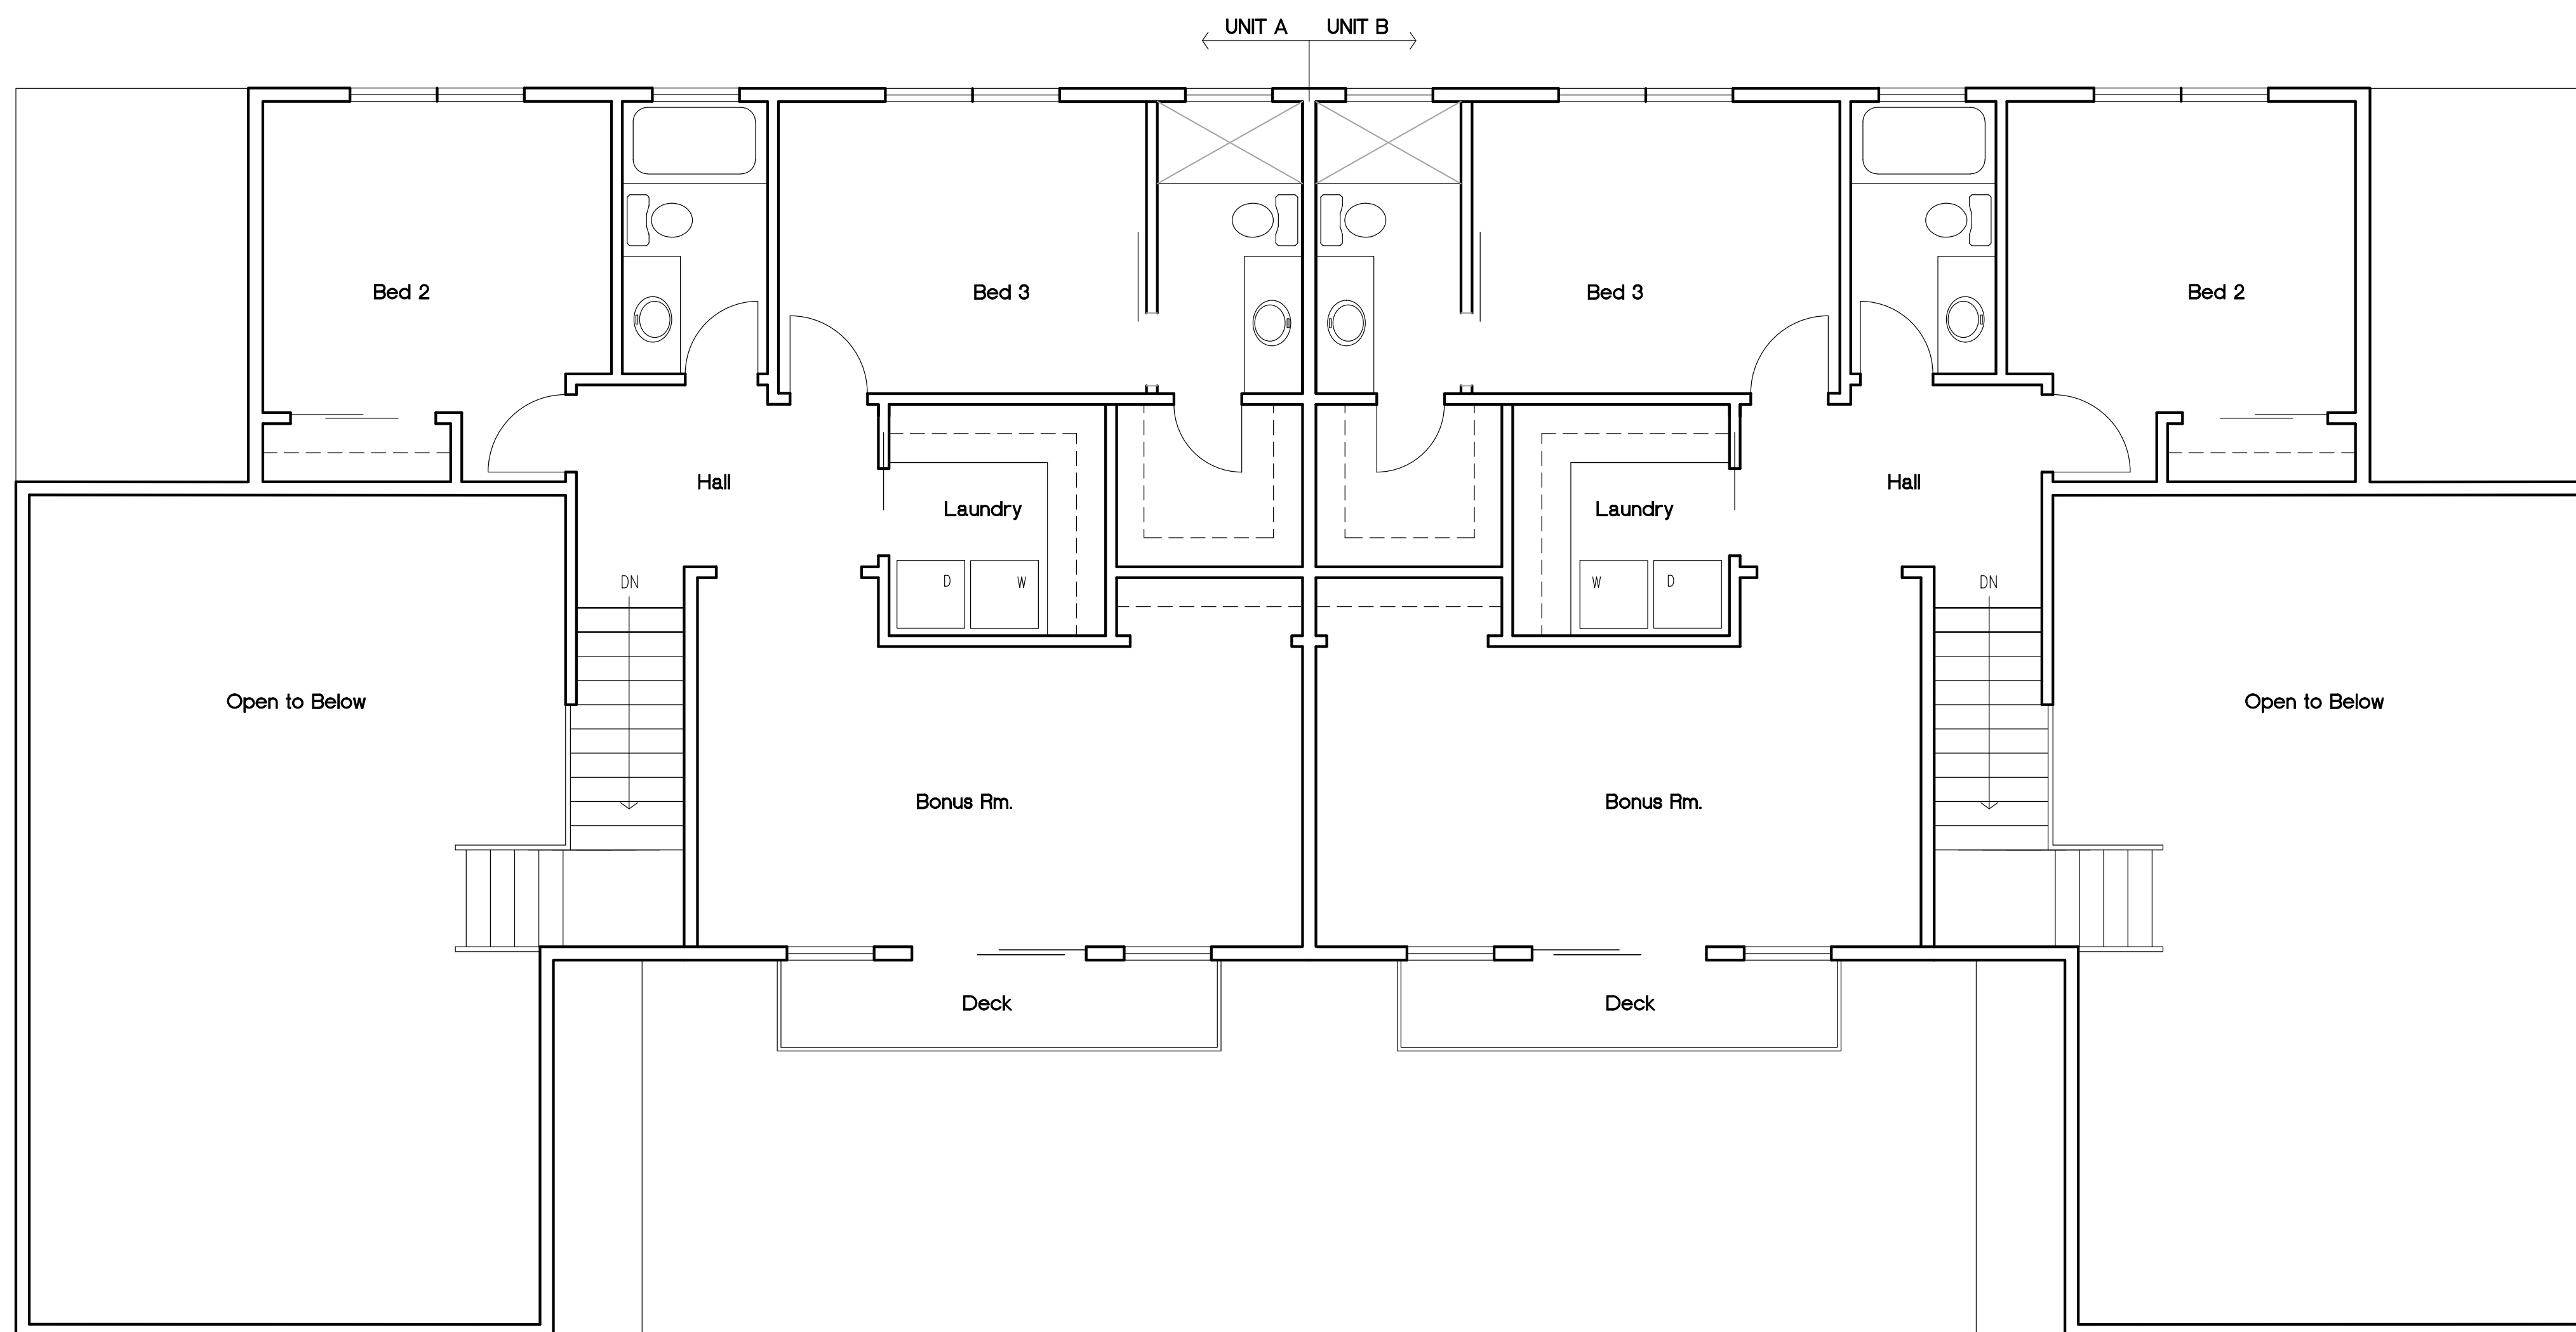 UNIT A UNIT B
Bed 2 Bed 3 Bed 3 Bed 2
Hall Hall
Laundry Laundry
DN D W W D DN
Open to Below Open to Below
Bonus Rm. Bonus Rm.
Deck Deck